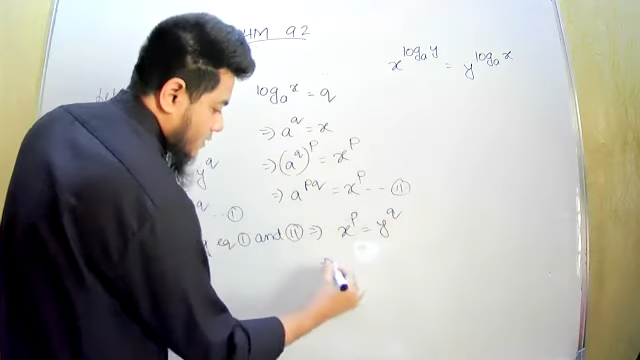 HM 92
x^{log_a y} = y^{log_a x}
log_a x = q
⇒ a^q = x
y^q ⇒ (a^q)^p = x^p
⇒ a^{pq} = x^p -- (II)
q .. (I)
eq (I) and (II) ⇒ x^p = y^q